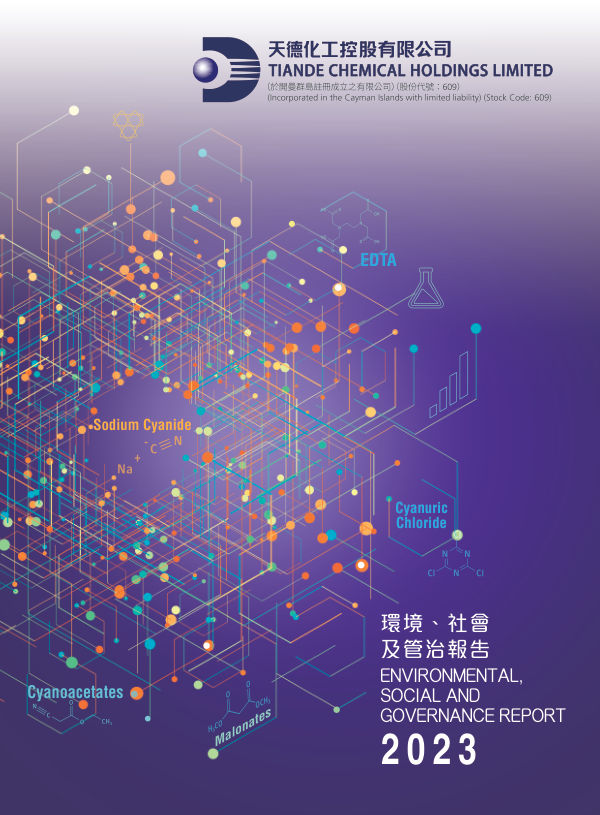 天德化工控股有限公司
TIANDE CHEMICAL HOLDINGS LIMITED
(於開曼群島註冊成立之有限公司) (股份代號：609)
(Incorporated in the Cayman Islands with limited liability) (Stock Code: 609)
EDTA
Sodium Cyanide
- C N
+
Na
Cyanuric
Chloride
N N
Cl N Cl
環境、社會
及管治報告
ENVIRONMENTAL,
SOCIAL AND
GOVERNANCE REPORT
2023
Cyanoacetates
N C O O CH₃
O O OCH₃
H₃CO
Malonates